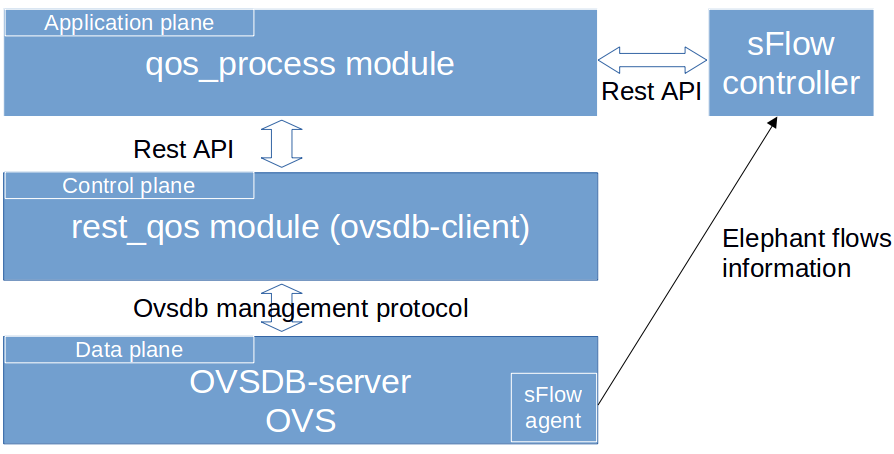 Application plane
qos_process module
sFlow
controller
Rest API
Rest API
Control plane
rest_qos module (ovsdb-client)
Elephant flows
information
Ovsdb management protocol
Data plane
OVSDB-server
OVS
sFlow
agent